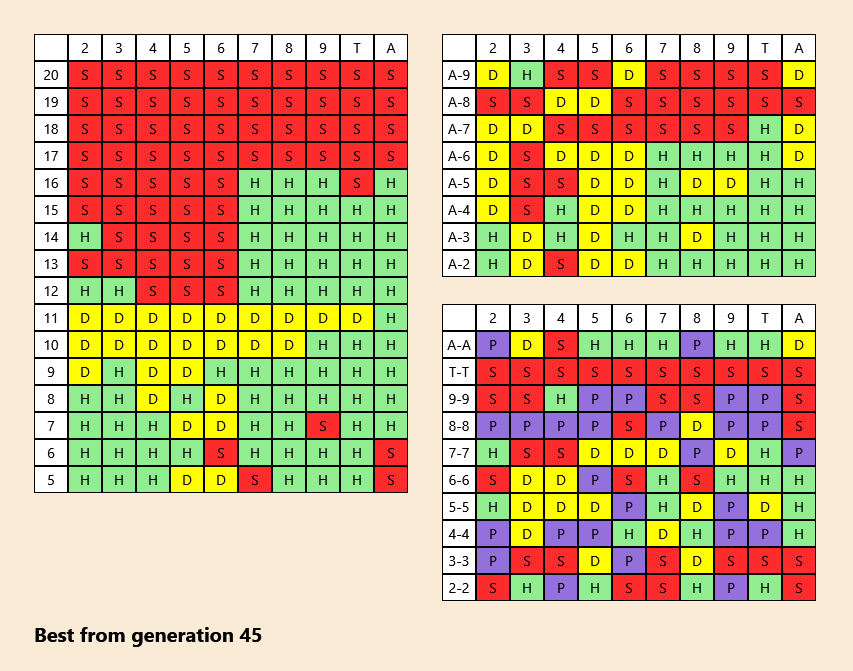 2 3 4 5 6 7 8 9 T A
20 S S S S S S S S S S
19 S S S S S S S S S S
18 S S S S S S S S S S
17 S S S S S S S S S S
16 S S S S S H H H S H
15 S S S S S H H H H H
14 H S S S S H H H H H
13 S S S S S H H H H H
12 H H S S S H H H H H
11 D D D D D D D D D H
10 D D D D D D D H H H
9 D H D D H H H H H H
8 H H D H D H H H H H
7 H H H D D H H S H H
6 H H H H S H H H H S
5 H H H D D S H H H S
2 3 4 5 6 7 8 9 T A
A-9 D H S S D S S S S D
A-8 S S D D S S S S S S
A-7 D D S S S S S S H D
A-6 D S D D D H H H H D
A-5 D S S D D H D D H H
A-4 D S H D D H H H H H
A-3 H D H D H H D H H H
A-2 H D S D D H H H H H
2 3 4 5 6 7 8 9 T A
A-A P D S H H H P H H D
T-T S S S S S S S S S S
9-9 S S H P P S S P P S
8-8 P P P P S P D P P S
7-7 H S S D D D P D H P
6-6 S D D P S H S H H H
5-5 H D D D P H D P D H
4-4 P D P P H D H P P H
3-3 P S S D P S D S S S
2-2 S H P H S S H P H S
Best from generation 45